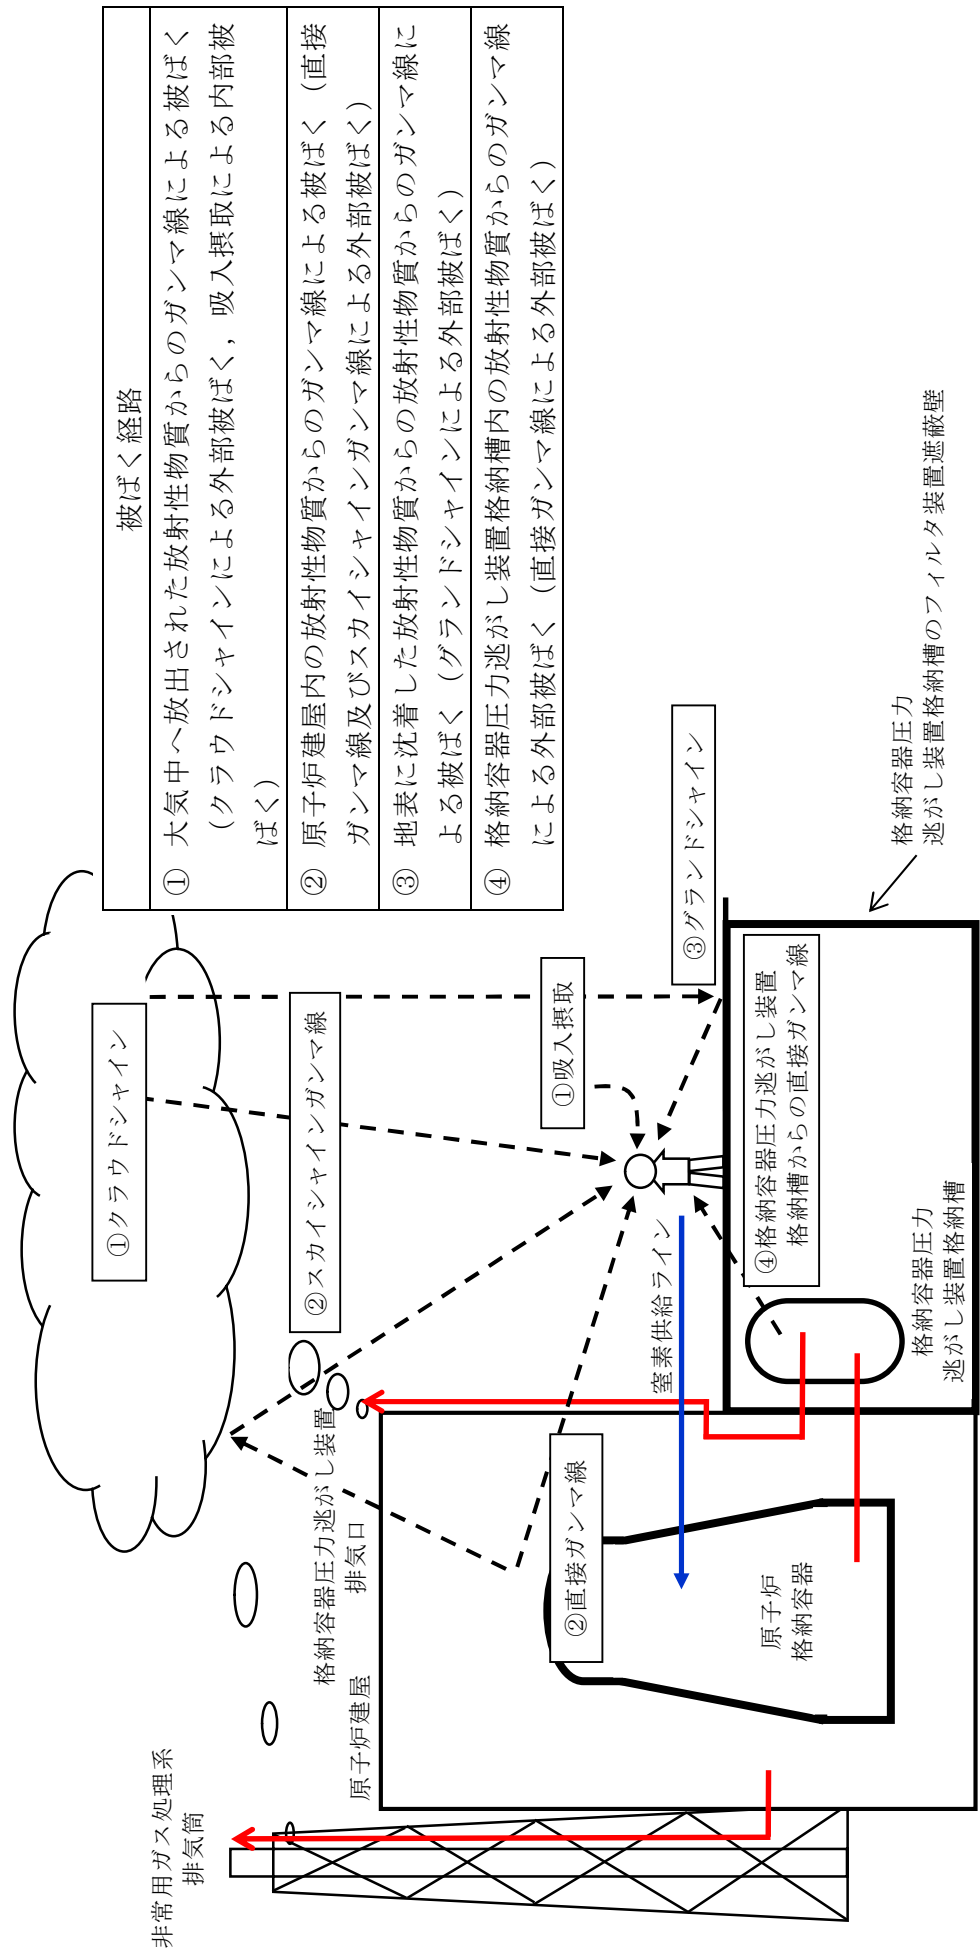 被ばく経路
① 大気中へ放出された放射性物質からのガンマ線による被ばく
（クラウドシャインによる外部被ばく，吸入摂取による内部被
ばく）
② 原子炉建屋内の放射性物質からのガンマ線による被ばく（直接
ガンマ線及びスカイシャインガンマ線による外部被ばく）
③ 地表に沈着した放射性物質からの放射性物質からのガンマ線に
よる被ばく（グランドシャインによる外部被ばく）
④ 格納容器圧力逃がし装置格納槽内の放射性物質からのガンマ線
による外部被ばく（直接ガンマ線による外部被ばく）
非常用ガス処理系
排気筒
①クラウドシャイン
②スカイシャインガンマ線
格納容器圧力逃がし装置
排気口
原子炉建屋
①吸入摂取
②直接ガンマ線
窒素供給ライン
③グランドシャイン
原子炉
格納容器
④格納容器圧力逃がし装置
格納槽からの直接ガンマ線
格納容器圧力
逃がし装置格納槽
格納容器圧力
逃がし装置格納槽のフィルタ装置遮蔽壁